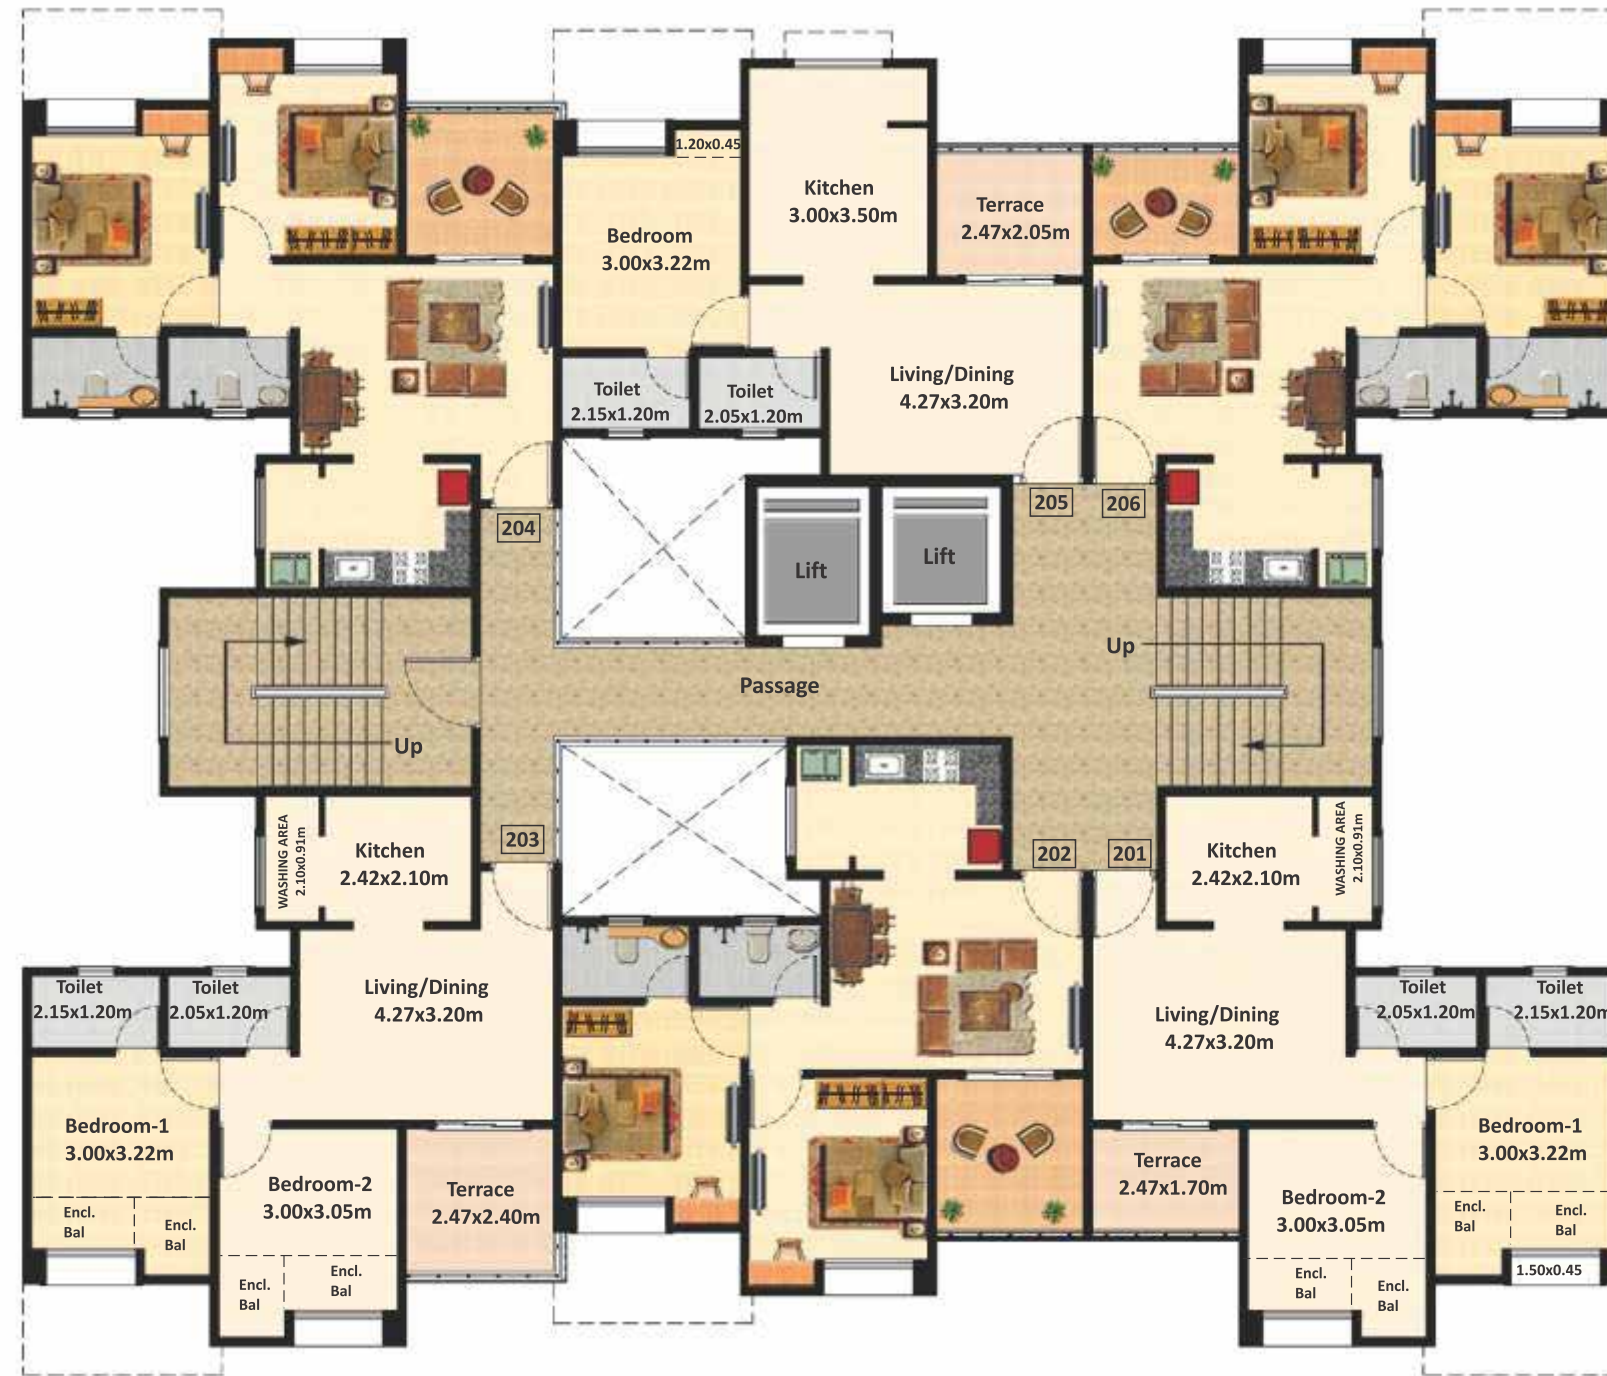 1.20x0.45
Kitchen
3.00x3.50m
Terrace
2.47x2.05m
Bedroom
3.00x3.22m
Living/Dining
4.27x3.20m
Toilet
2.15x1.20m
Toilet
2.05x1.20m
204
205
206
Lift
Lift
Up
Passage
Up
203
202
201
WASHING AREA
2.10x0.91m
Kitchen
2.42x2.10m
Kitchen
2.42x2.10m
WASHING AREA
2.10x0.91m
Toilet
2.15x1.20m
Toilet
2.05x1.20m
Living/Dining
4.27x3.20m
Living/Dining
4.27x3.20m
Toilet
2.05x1.20m
Toilet
2.15x1.20m
Bedroom-1
3.00x3.22m
Bedroom-2
3.00x3.05m
Terrace
2.47x2.40m
Terrace
2.47x1.70m
Bedroom-2
3.00x3.05m
Bedroom-1
3.00x3.22m
Encl.
Bal
Encl.
Bal
Encl.
Bal
Encl.
Bal
Encl.
Bal
Encl.
Bal
Encl.
Bal
Encl.
Bal
1.50x0.45